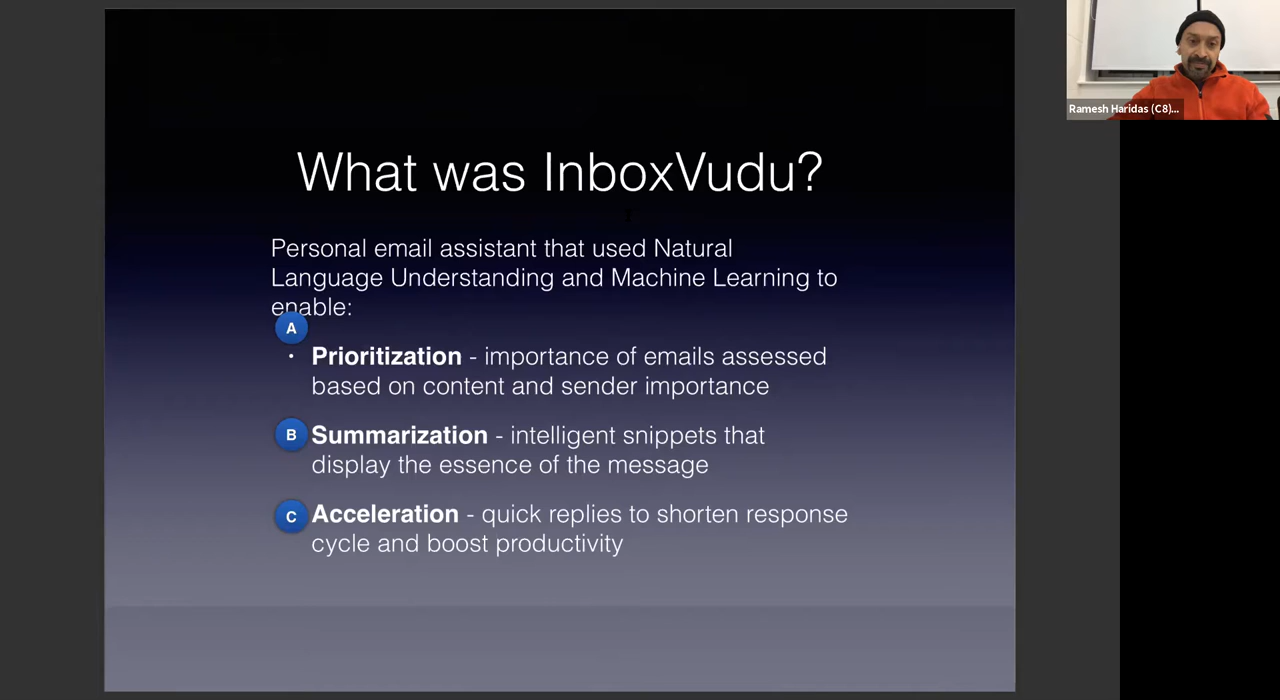 What was InboxVudu?
Personal email assistant that used Natural
Language Understanding and Machine Learning to
enable:
A
• Prioritization - importance of emails assessed
based on content and sender importance
B Summarization - intelligent snippets that
display the essence of the message
C Acceleration - quick replies to shorten response
cycle and boost productivity
Ramesh Haridas (C8)...